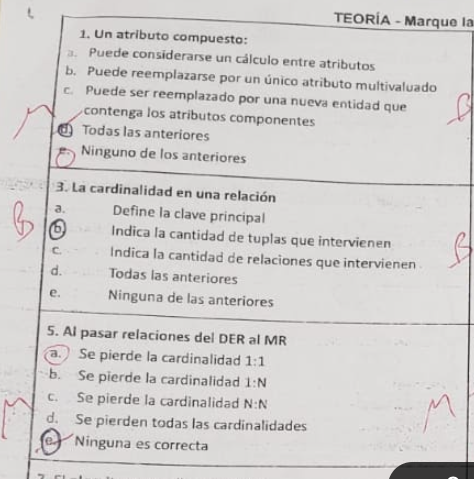 TEORÍA - Marque la
1. Un atributo compuesto:
a. Puede considerarse un cálculo entre atributos
b. Puede reemplazarse por un único atributo multivaluado
c. Puede ser reemplazado por una nueva entidad que
contenga los atributos componentes
M
d. Todas las anteriores
B
e. Ninguno de los anteriores
3. La cardinalidad en una relación
a. Define la clave principal
B
b. Indica la cantidad de tuplas que intervienen
B
c. Indica la cantidad de relaciones que intervienen
d. Todas las anteriores
e. Ninguna de las anteriores
5. Al pasar relaciones del DER al MR
a. Se pierde la cardinalidad 1:1
b. Se pierde la cardinalidad 1:N
c. Se pierde la cardinalidad N:N
M
M
d. Se pierden todas las cardinalidades
e. Ninguna es correcta